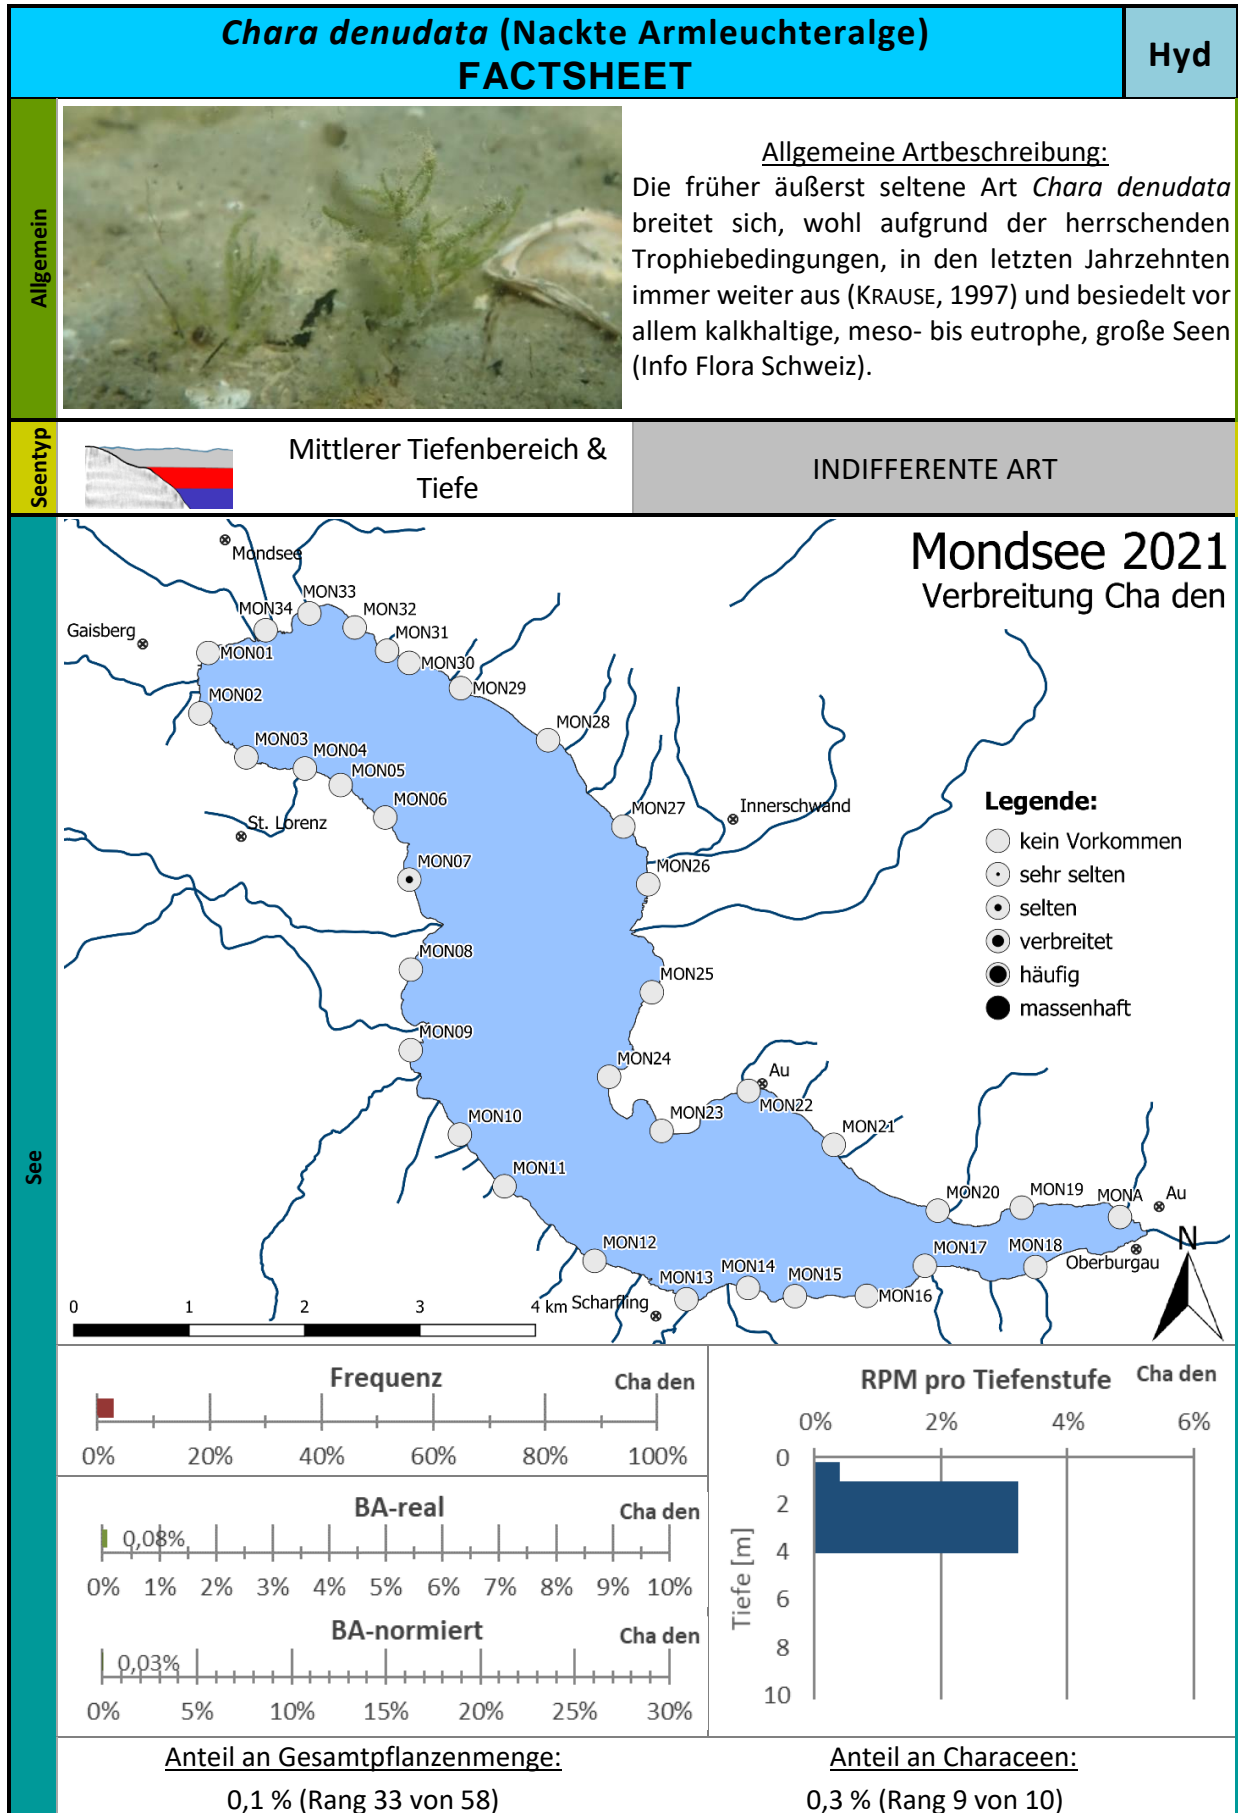 Chara denudata (Nackte Armleuchteralge)
FACTSHEET
Hyd
Allgemein
Allgemeine Artbeschreibung:
Die früher äußerst seltene Art Chara denudata
breitet sich, wohl aufgrund der herrschenden
Trophiebedingungen, in den letzten Jahrzehnten
immer weiter aus (KRAUSE, 1997) und besiedelt vor
allem kalkhaltige, meso- bis eutrophe, große Seen
(Info Flora Schweiz).
Seentyp
Mittlerer Tiefenbereich &
Tiefe
INDIFFERENTE ART
See
Mondsee 2021
Verbreitung Cha den
Mondsee
MON33
MON34
MON32
Gaisberg
MON31
MON01
MON30
MON29
MON02
MON28
MON03
MON04
MON05
MON06
MON27
Innerschwand
St. Lorenz
MON07
MON26
MON08
MON25
MON09
MON24
Au
MON22
MON23
MON10
MON21
MON11
MON20
MON19
MONA
Au
MON12
MON17
MON18
Oberburgau
N
MON13
MON14
MON15
MON16
Scharfling
Legende:
kein Vorkommen
sehr selten
selten
verbreitet
häufig
massenhaft
0 1 2 3 4 km
Frequenz
Cha den
0% 20% 40% 60% 80% 100%
BA-real
Cha den
0,08%
0% 1% 2% 3% 4% 5% 6% 7% 8% 9% 10%
BA-normiert
Cha den
0,03%
0% 5% 10% 15% 20% 25% 30%
RPM pro Tiefenstufe
Cha den
0% 2% 4% 6%
Tiefe [m]
0
2
4
6
8
10
Anteil an Gesamtpflanzenmenge:
0,1 % (Rang 33 von 58)
Anteil an Characeen:
0,3 % (Rang 9 von 10)